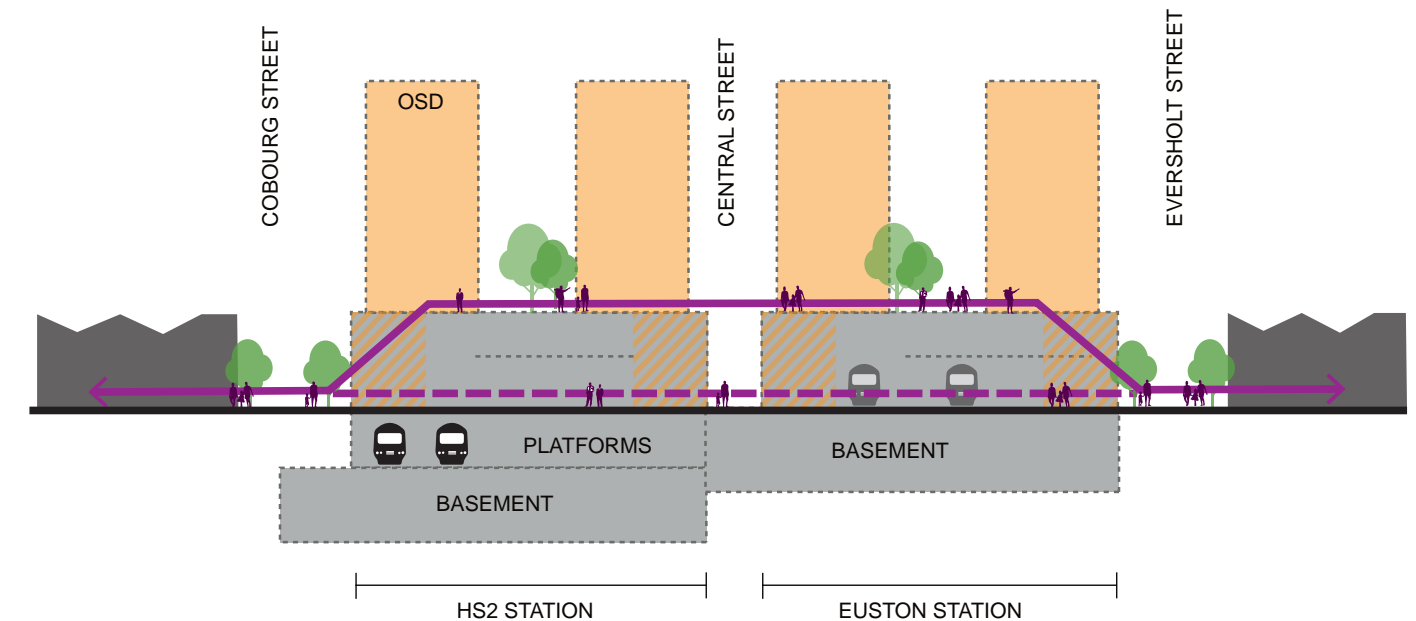 COBOURG STREET
OSD
CENTRAL STREET
EVERSHOLT STREET
PLATFORMS
BASEMENT
BASEMENT
HS2 STATION
EUSTON STATION